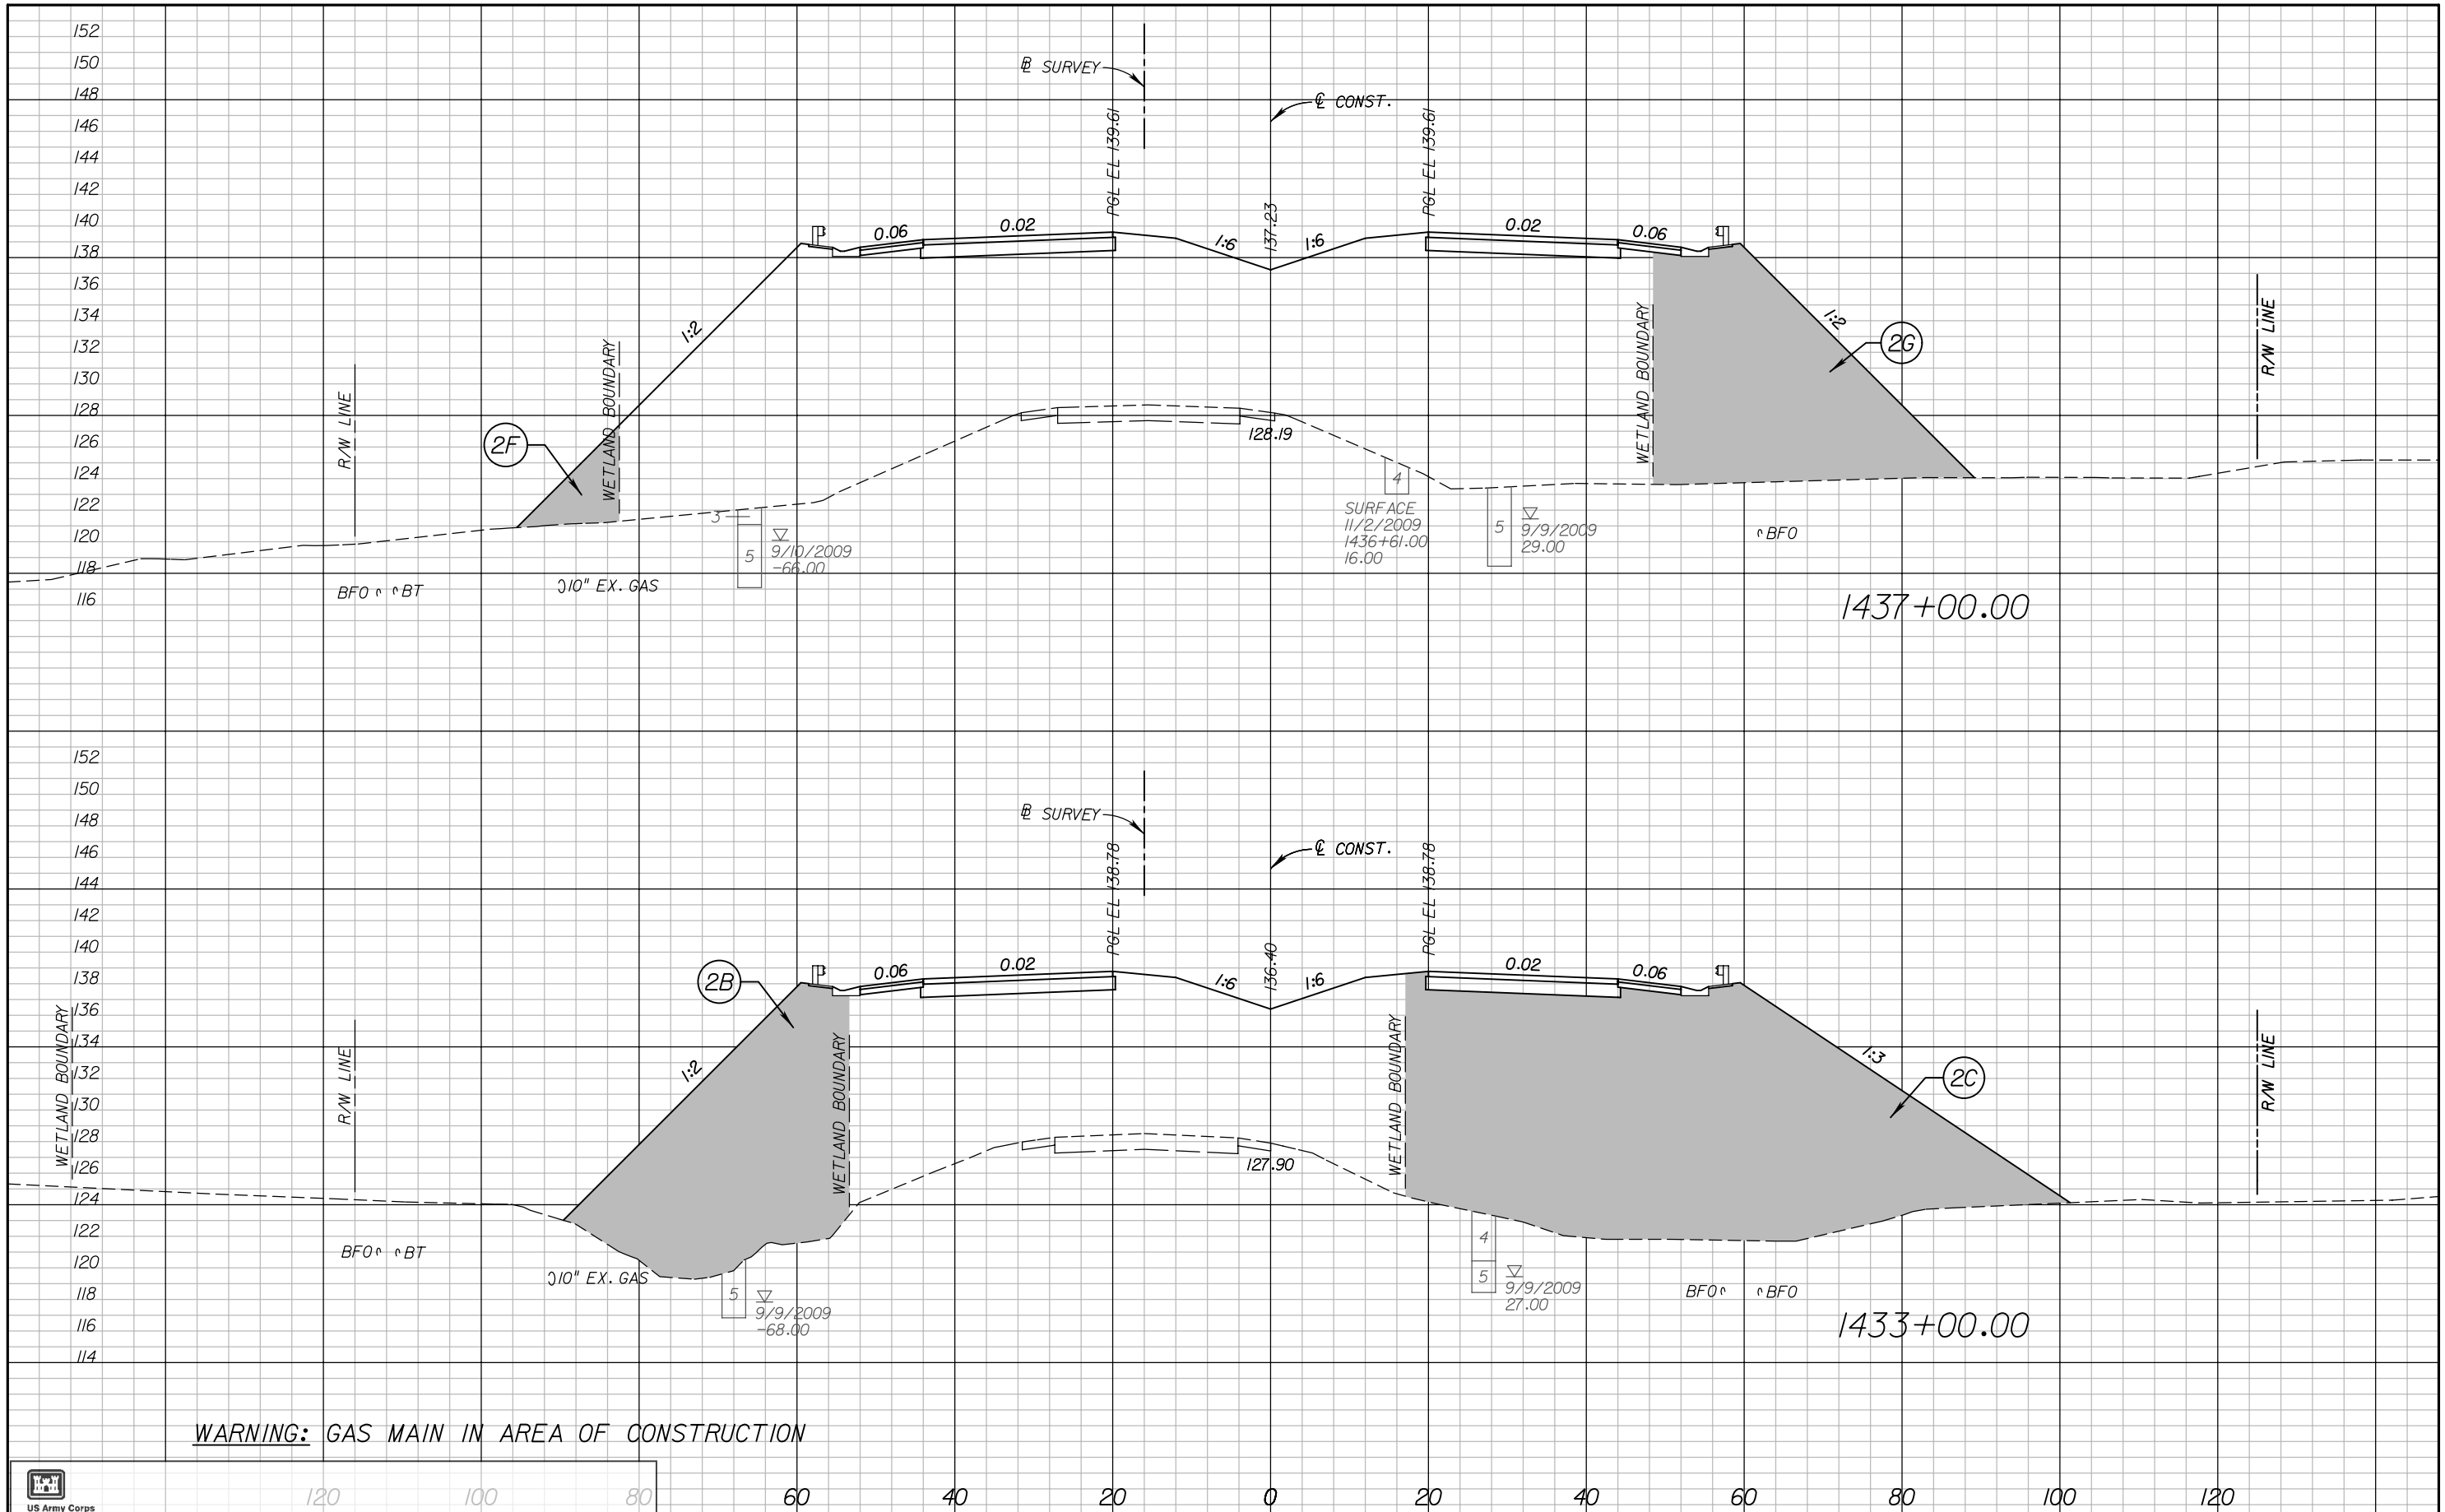 152
150
148
146
144
142
140
138
136
134
132
130
128
126
124
122
120
118
116
℄ SURVEY
℄ CONST.
PGL EL 139.61
137.23
PGL EL 139.61
0.06
0.02
1:6
1:6
0.02
0.06
1:2
1:2
R/W LINE
WETLAND BOUNDARY
WETLAND BOUNDARY
R/W LINE
2F
2G
128.19
3
5
9/10/2009
-66.00
4
SURFACE
11/2/2009
1436+61.00
16.00
5
9/9/2009
29.00
BFO
BFO
BT
10" EX. GAS
1437+00.00
152
150
148
146
144
142
140
138
136
134
132
130
128
126
124
122
120
118
116
114
SURVEY
℄ CONST.
PGL EL 138.78
136.40
PGL EL 138.78
0.06
0.02
1:6
1:6
0.02
0.06
2B
1:2
1:3
2C
WETLAND BOUNDARY
R/W LINE
WETLAND BOUNDARY
WETLAND BOUNDARY
R/W LINE
127.90
BFO
BT
10" EX. GAS
5
9/9/2009
-68.00
4
5
9/9/2009
27.00
BFO
BFO
1433+00.00
WARNING: GAS MAIN IN AREA OF CONSTRUCTION
US Army Corps
120 100 80 60 40 20 0 20 40 60 80 100 120